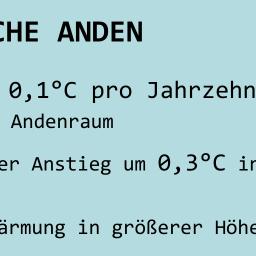 CHE ANDEN
0,1°C pro Jahrzehn
Andenraum
er Anstieg um 0,3°C in
ärmung in größerer Höhe